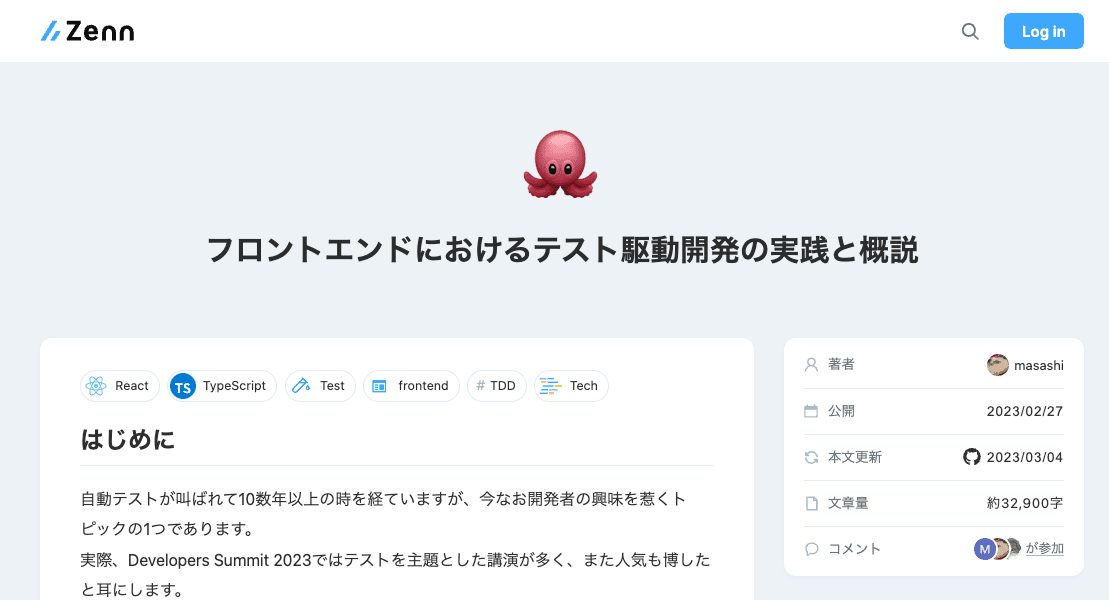 Zenn
Log in
フロントエンドにおけるテスト駆動開発の実践と概説
React
TS TypeScript
Test
frontend
# TDD
Tech
はじめに
自動テストが叫ばれて10数年以上の時を経ていますが、今なお開発者の興味を惹くト
ピックの1つであります。
実際、Developers Summit 2023ではテストを主題とした講演が多く、また人気も博した
と耳にします。
著者 masashi
公開 2023/02/27
本文更新 2023/03/04
文章量 約32,900字
コメント M が参加